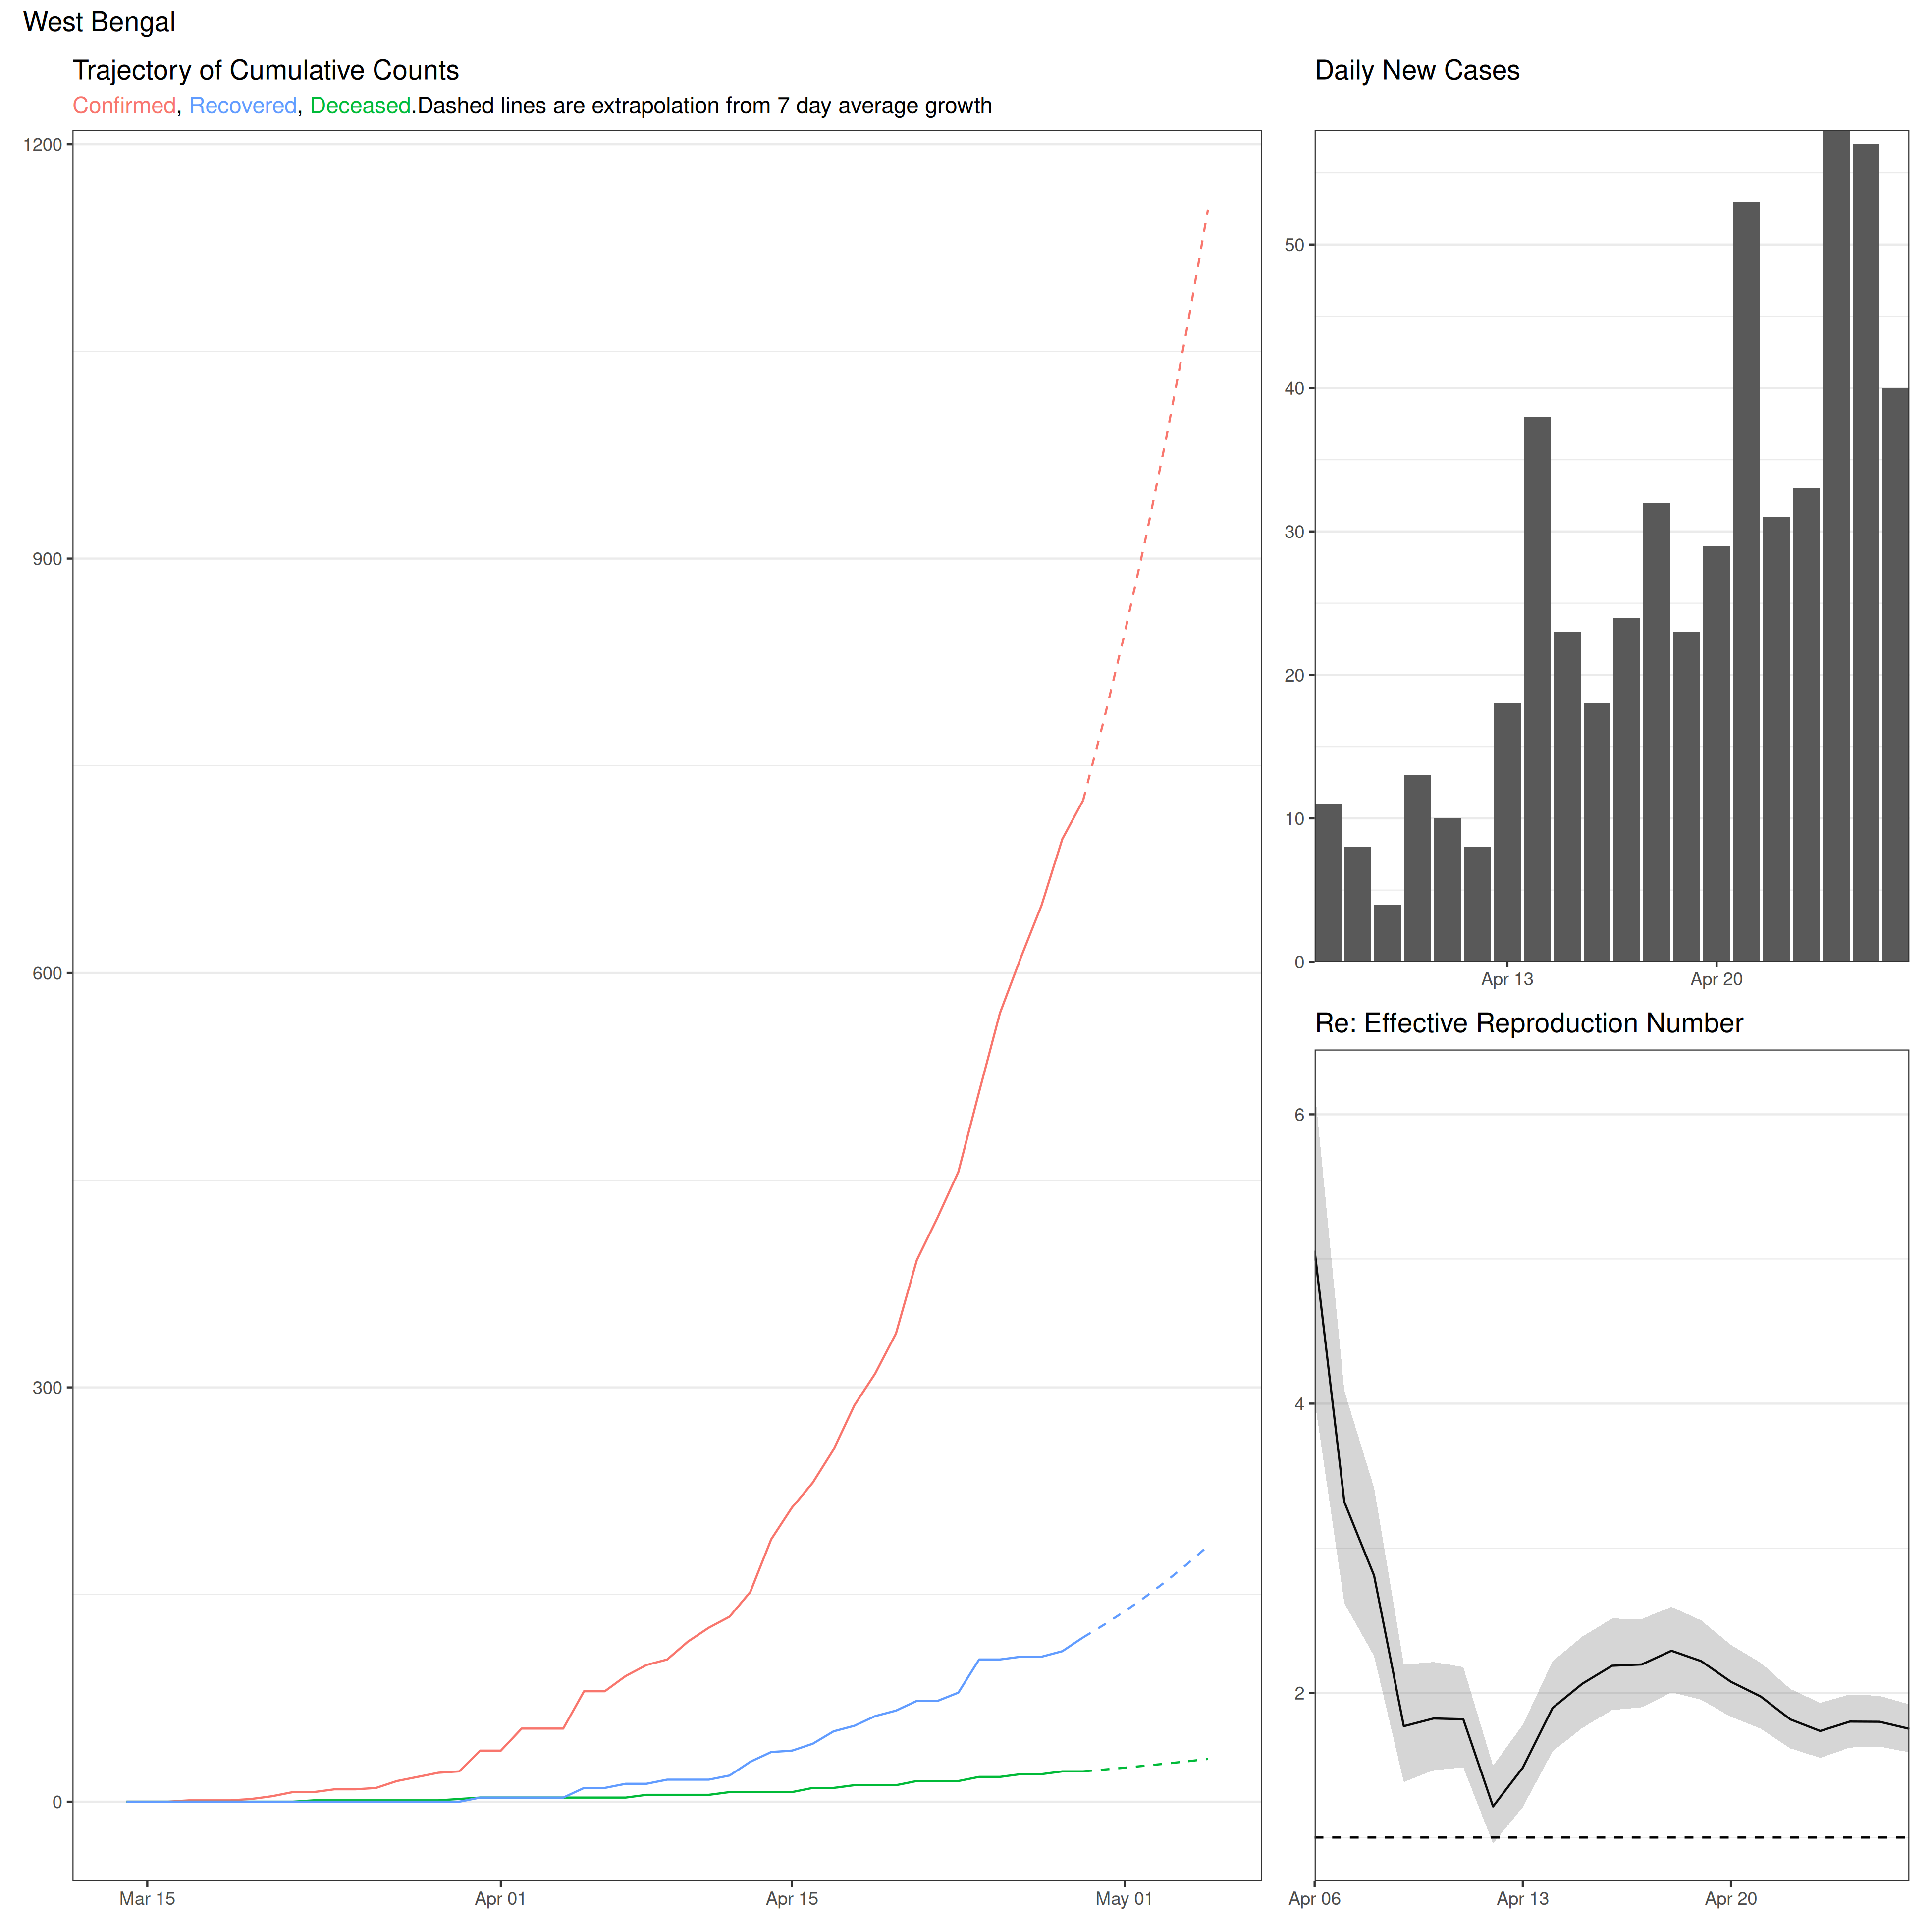 West Bengal
Trajectory of Cumulative Counts
Confirmed, Recovered, Deceased.Dashed lines are extrapolation from 7 day average growth
1200
900
600
300
0
Mar 15
Apr 01
Apr 15
May 01
Daily New Cases
50
40
30
20
10
0
Apr 13
Apr 20
Re: Effective Reproduction Number
6
4
2
Apr 06
Apr 13
Apr 20